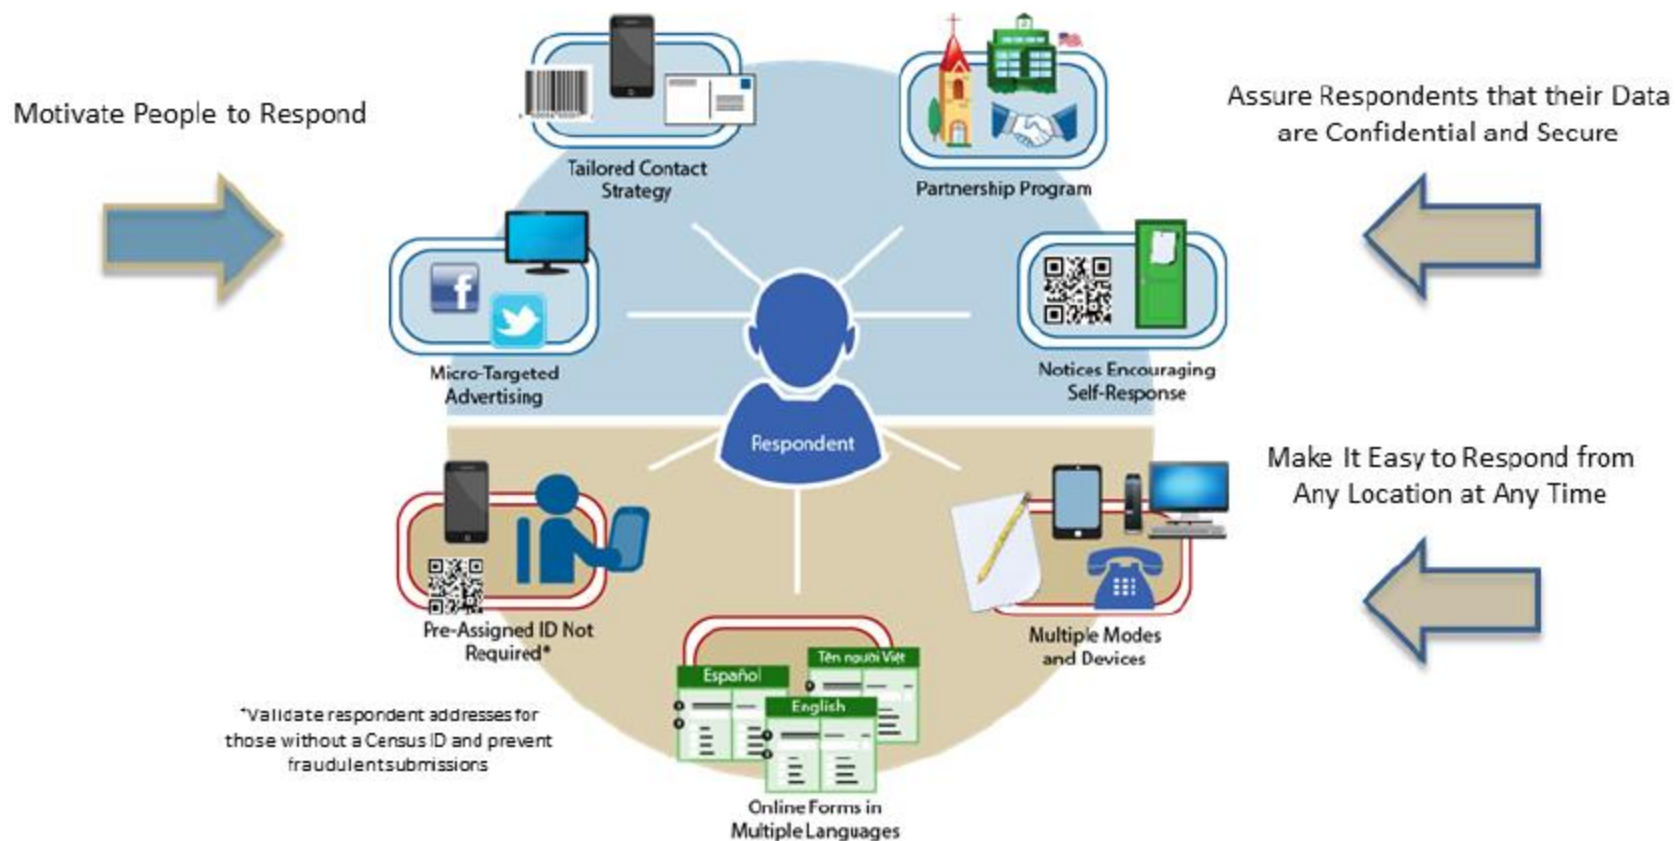 Motivate People to Respond
Tailored Contact
Strategy
Partnership Program
Assure Respondents that their Data
are Confidential and Secure
f
Micro-Targeted
Advertising
Notices Encouraging
Self-Response
Respondent
Make It Easy to Respond from
Any Location at Any Time
Pre-Assigned ID Not
Required*
Multiple Modes
and Devices
*Validate respondent addresses for
those without a Census ID and prevent
fraudulent submissions
Español
Tên người Việt
English
Online Forms in
Multiple Languages